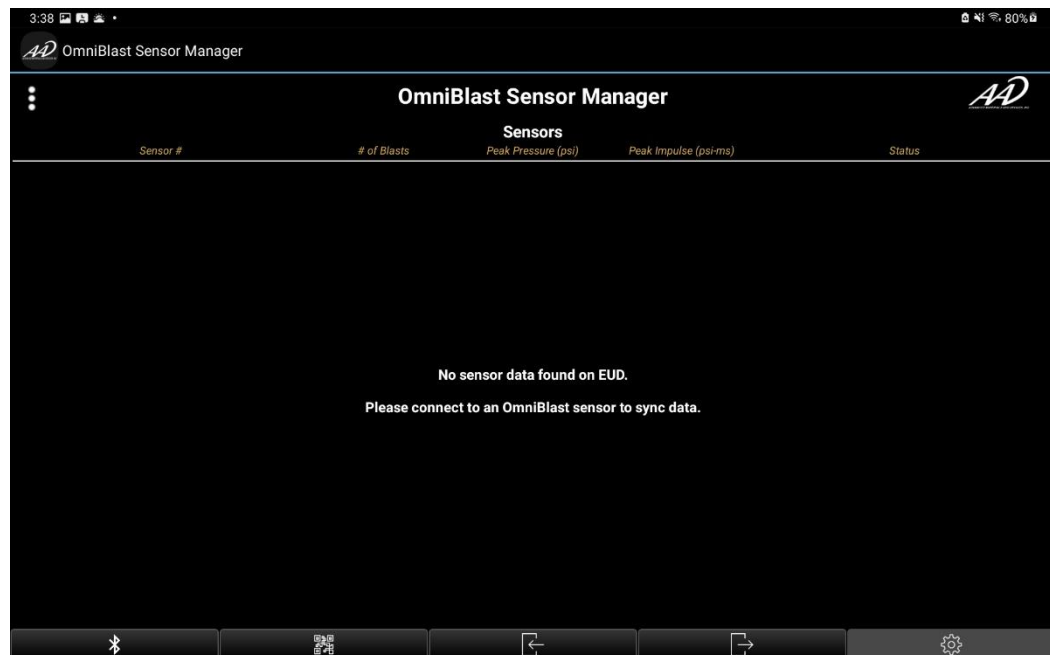 3:38 80%
OmniBlast Sensor Manager
OmniBlast Sensor Manager
AAD
Sensors
Sensor # # of Blasts Peak Pressure (psi) Peak Impulse (psi-ms) Status
No sensor data found on EUD.
Please connect to an OmniBlast sensor to sync data.